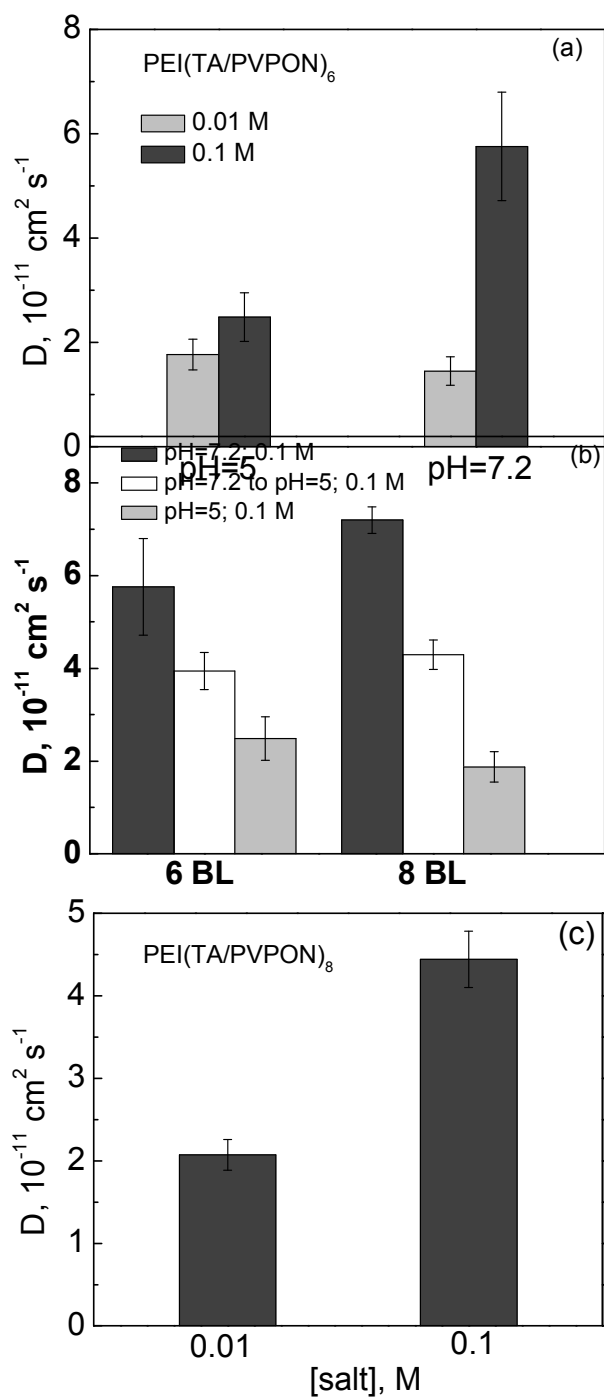 (a)
PEI(TA/PVPON)₆
0.01 M
0.1 M
8
6
4
2
0
D, 10⁻¹¹ cm² s⁻¹
pH=5
pH=7.2
(b)
pH=7.2; 0.1 M
pH=7.2 to pH=5; 0.1 M
pH=5; 0.1 M
8
6
4
2
0
D, 10⁻¹¹ cm² s⁻¹
6 BL
8 BL
(c)
PEI(TA/PVPON)₈
5
4
3
2
1
0
D, 10⁻¹¹ cm² s⁻¹
0.01
0.1
[salt], M